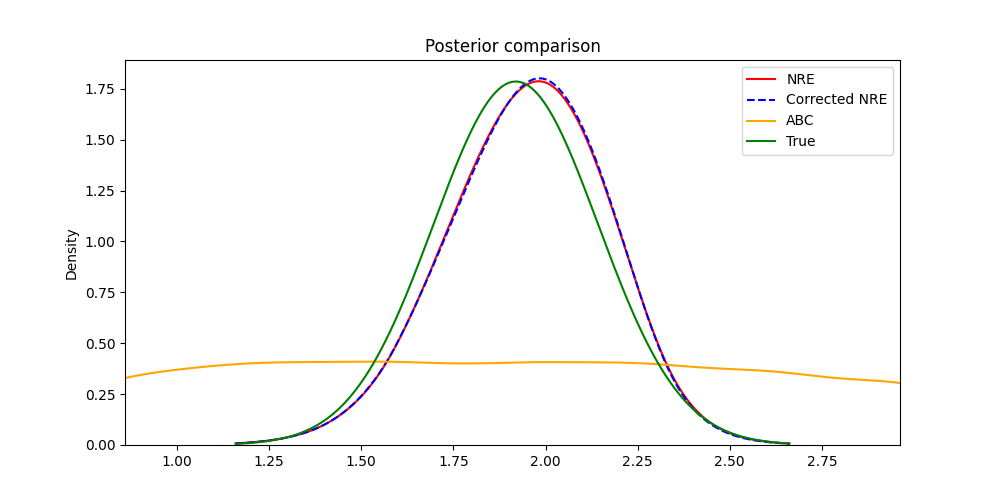 Posterior comparison
NRE
Corrected NRE
ABC
True
Density
1.75
1.50
1.25
1.00
0.75
0.50
0.25
0.00
1.00 1.25 1.50 1.75 2.00 2.25 2.50 2.75